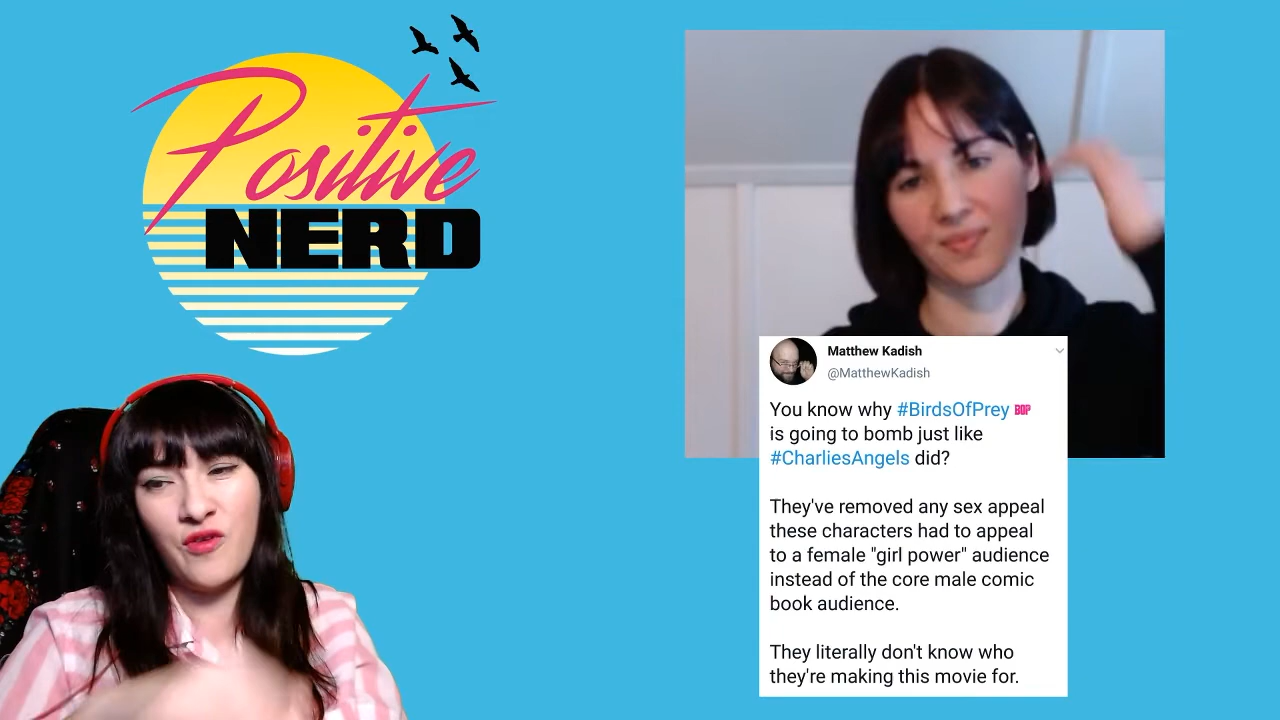 Positive
NERD
Matthew Kadish
@MatthewKadish
You know why #BirdsOfPrey BOP
is going to bomb just like
#CharliesAngels did?
They've removed any sex appeal
these characters had to appeal
to a female "girl power" audience
instead of the core male comic
book audience.
They literally don't know who
they're making this movie for.